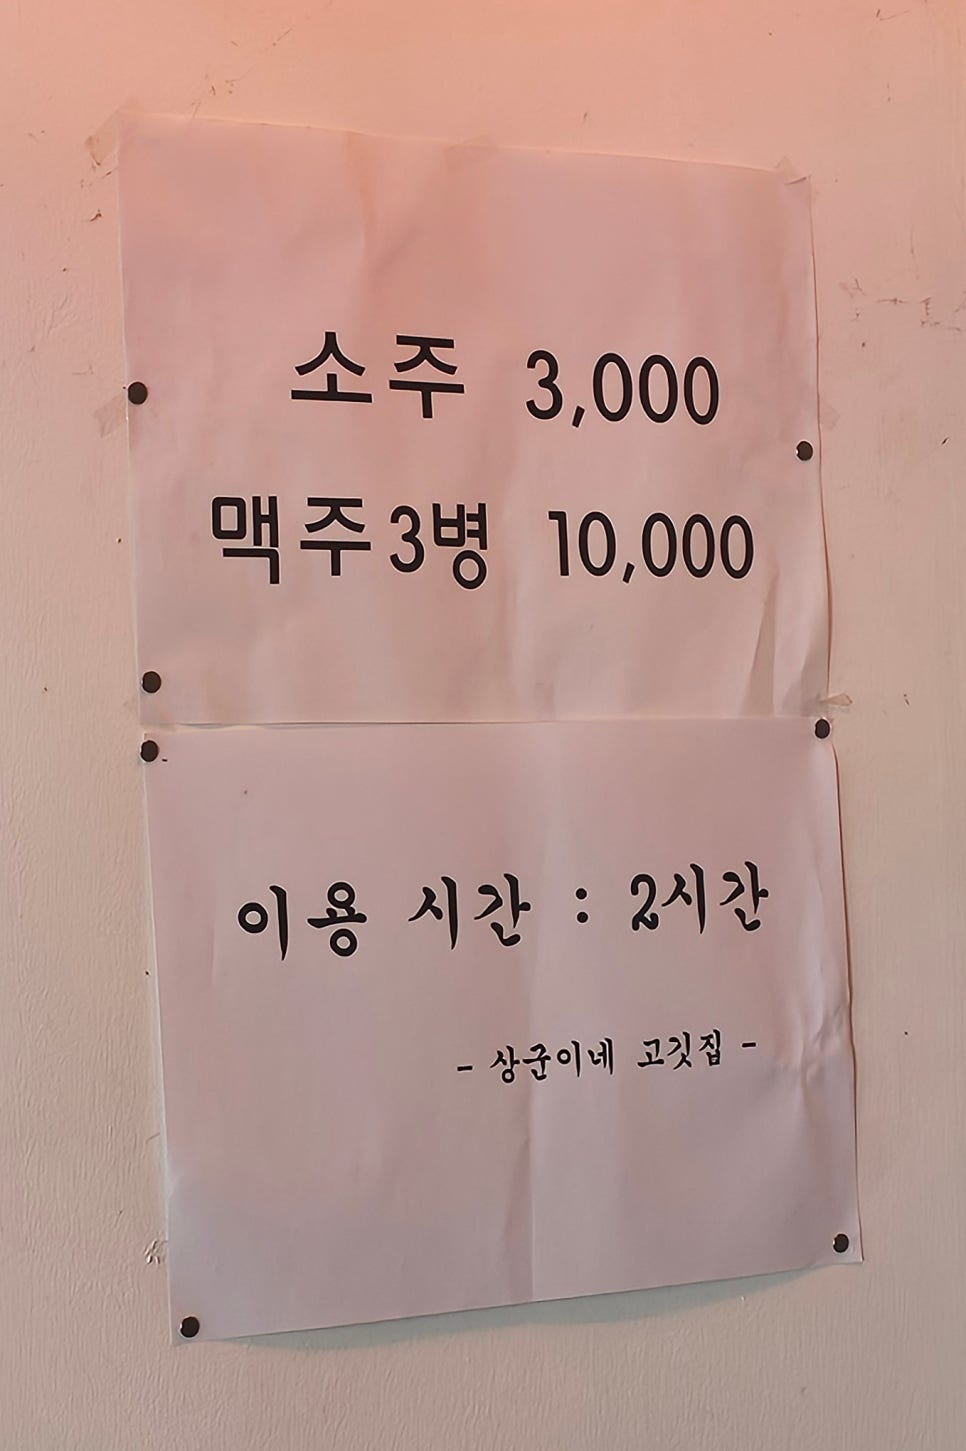 소주 3,000
맥주3병 10,000
이용 시간 : 2시간
- 상군이네 고깃집 -